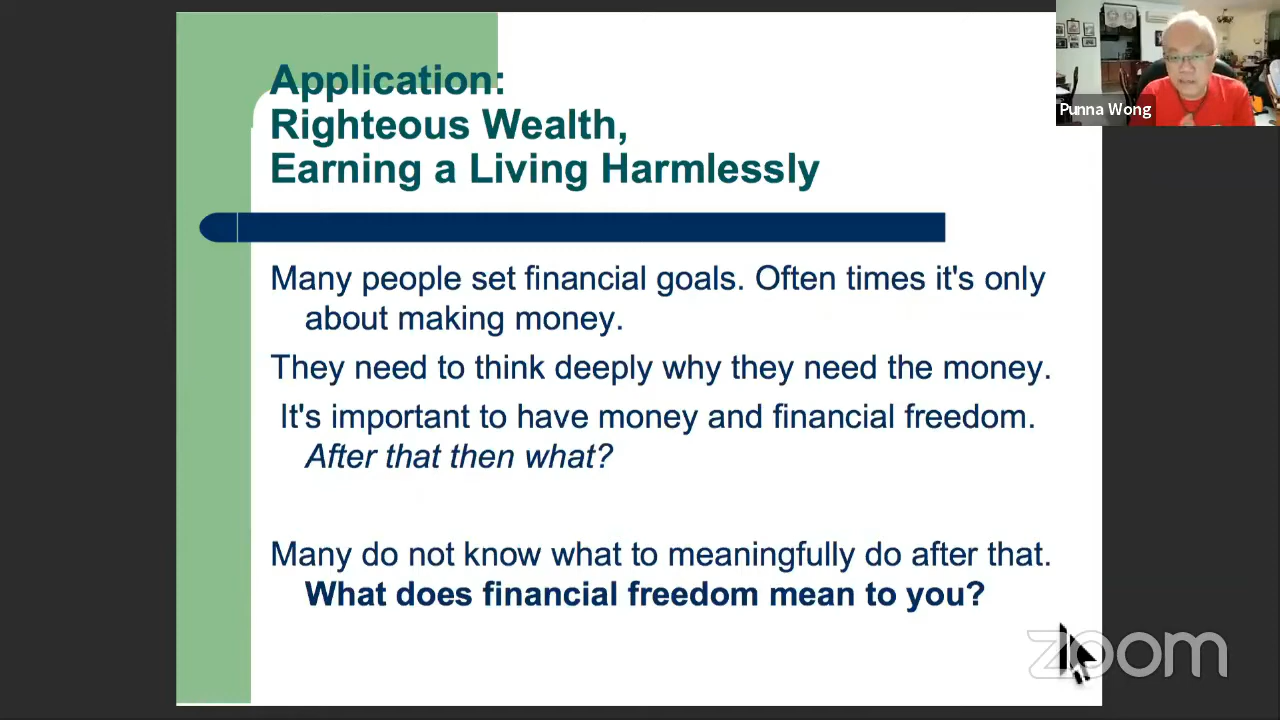 Application:
Righteous Wealth,
Earning a Living Harmlessly
Punna Wong
Many people set financial goals. Often times it's only
about making money.
They need to think deeply why they need the money.
It's important to have money and financial freedom.
After that then what?
Many do not know what to meaningfully do after that.
What does financial freedom mean to you?
zoom